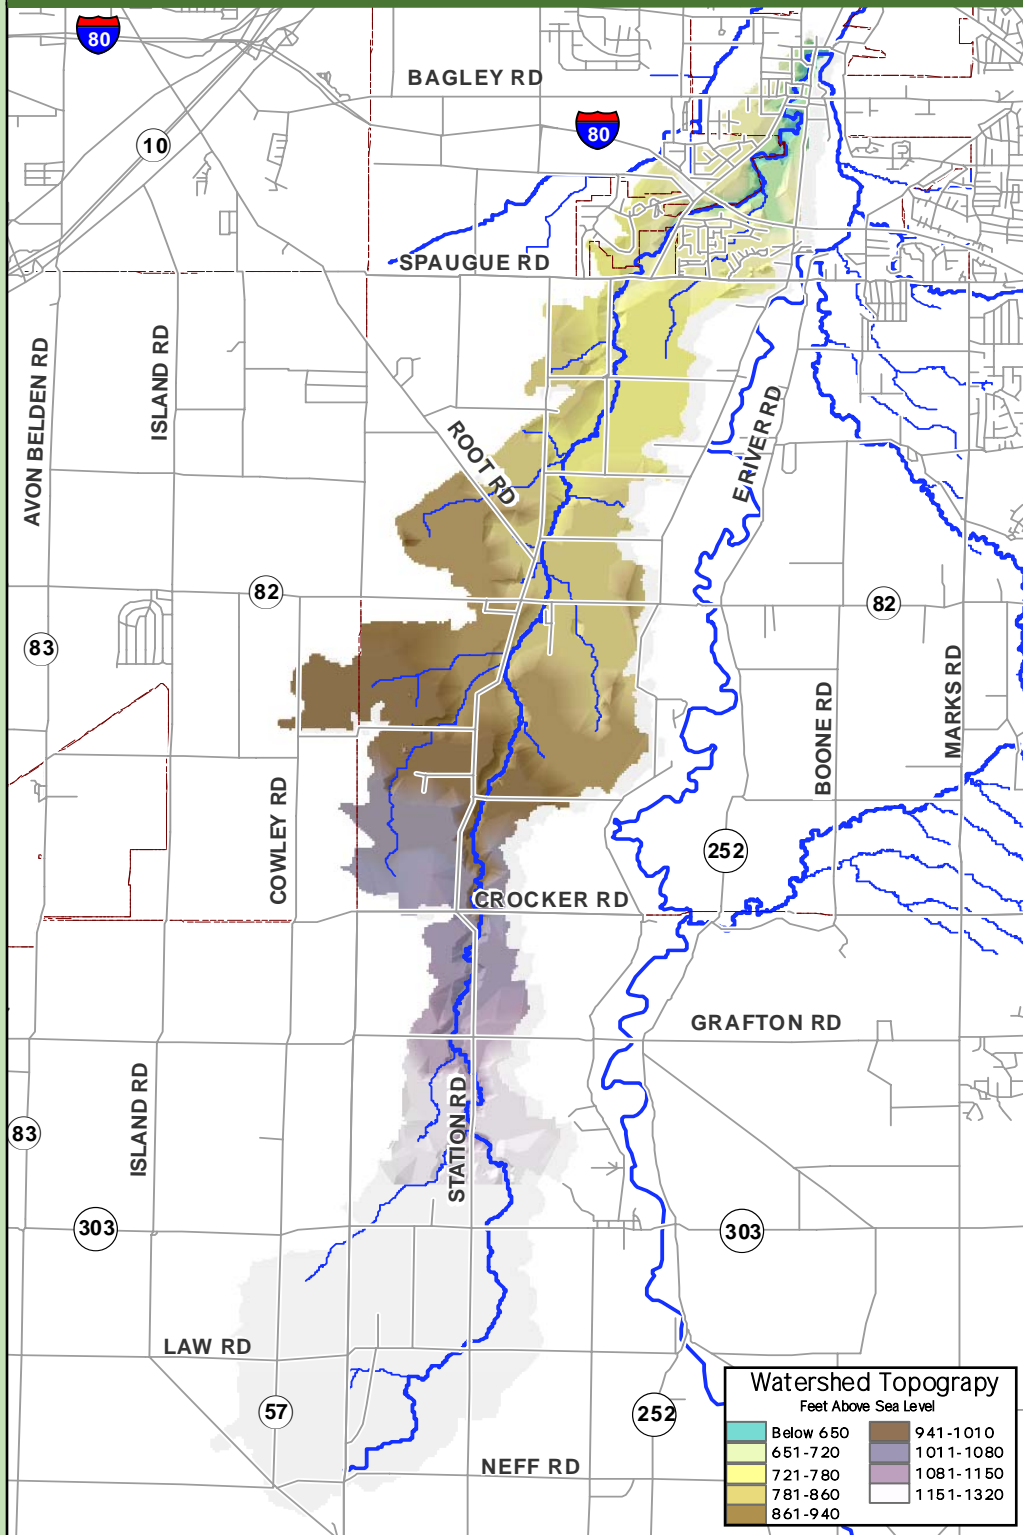 80
BAGLEY RD
80
10
SPAUGUE RD
AVON BELDEN RD
ISLAND RD
ROOT RD
E RIVER RD
82
82
83
COWLEY RD
BOONE RD
MARKS RD
252
CROCKER RD
GRAFTON RD
ISLAND RD
STATION RD
83
303
303
LAW RD
57
252
NEFF RD
Watershed Topograpy
Feet Above Sea Level
Below 650
651-720
721-780
781-860
861-940
941-1010
1011-1080
1081-1150
1151-1320